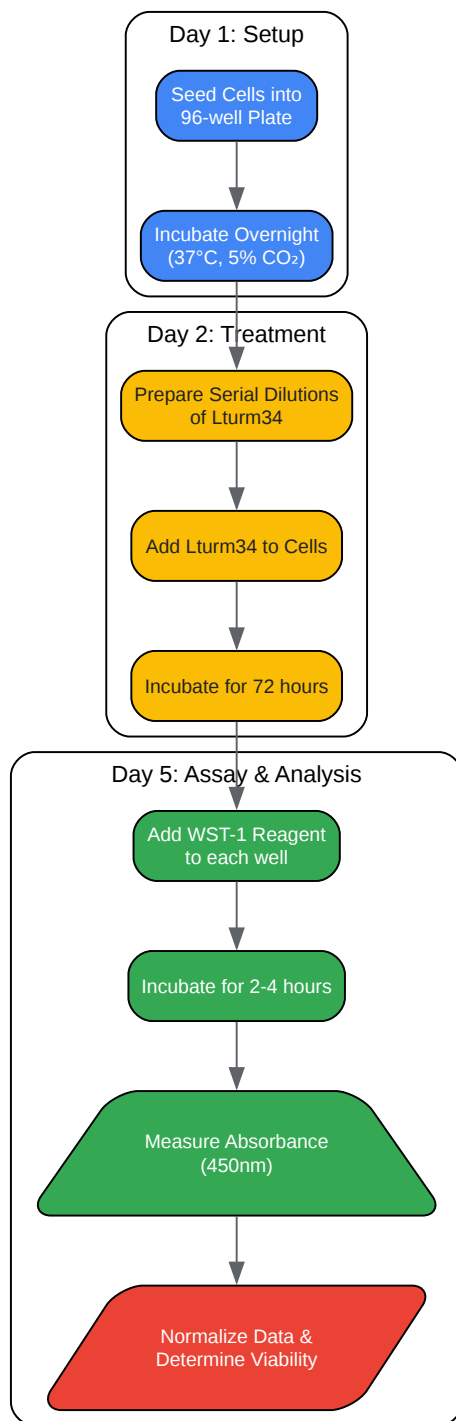 Day 1: Setup
Seed Cells into
96-well Plate
Incubate Overnight
(37°C, 5% CO₂)
Day 2: Treatment
Prepare Serial Dilutions
of Lturm34
Add Lturm34 to Cells
Incubate for 72 hours
Day 5: Assay & Analysis
Add WST-1 Reagent
to each well
Incubate for 2-4 hours
Measure Absorbance
(450nm)
Normalize Data &
Determine Viability